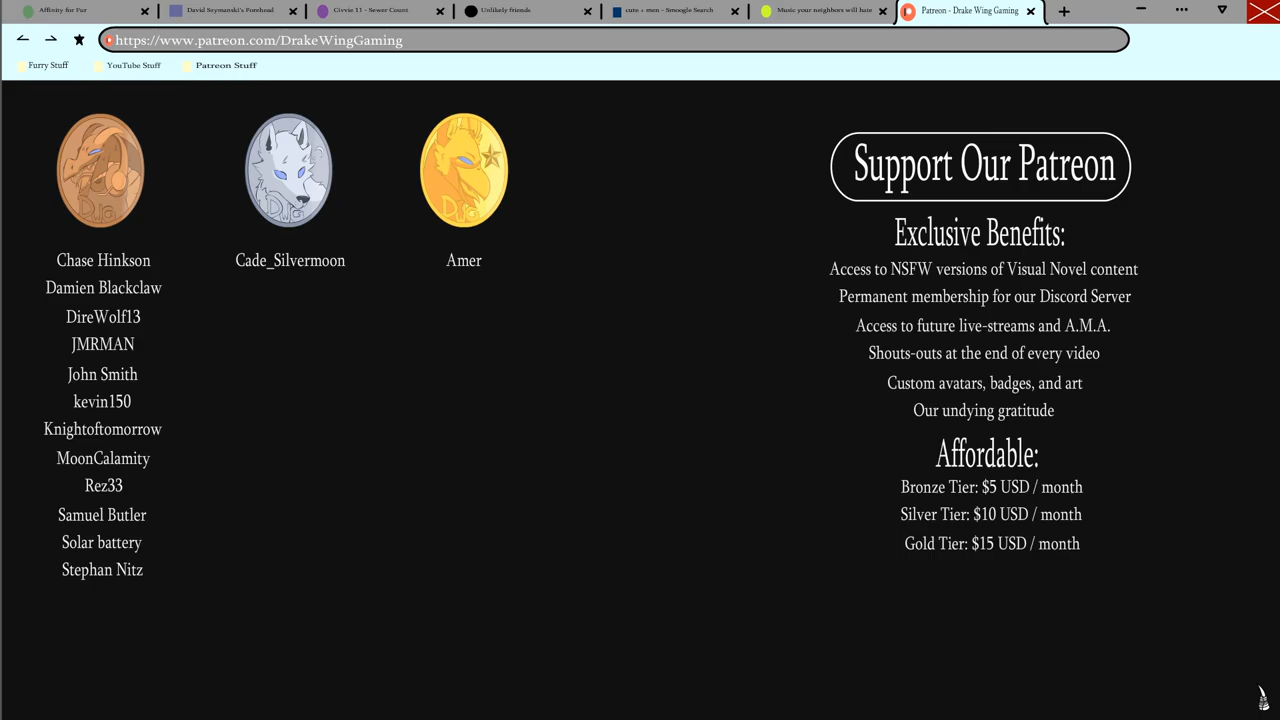 Affinity for Fur
David Szymanski's Forehead
Civvie 11 - Sewer Count
Unlikely friends
cute + men - Smoogle Search
Music your neighbors will hate
Patreon - Drake Wing Gaming
https://www.patreon.com/DrakeWingGaming
Furry Stuff
YouTube Stuff
Patreon Stuff
DWG
DWG
DWG
Chase Hinkson
Damien Blackclaw
DireWolf13
JMRMAN
John Smith
kevin150
Knightoftomorrow
MoonCalamity
Rez33
Samuel Butler
Solar battery
Stephan Nitz
Cade_Silvermoon
Amer
Support Our Patreon
Exclusive Benefits:
Access to NSFW versions of Visual Novel content
Permanent membership for our Discord Server
Access to future live-streams and A.M.A.
Shouts-outs at the end of every video
Custom avatars, badges, and art
Our undying gratitude
Affordable:
Bronze Tier: $5 USD / month
Silver Tier: $10 USD / month
Gold Tier: $15 USD / month